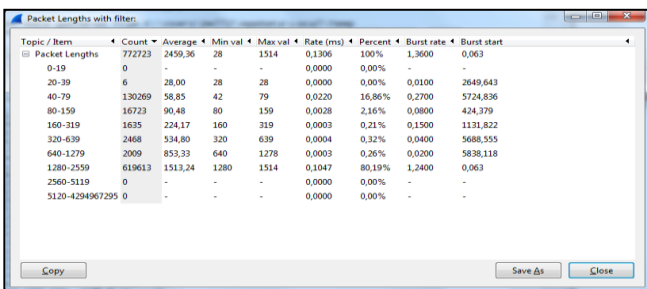 Packet Lengths with filter:
Topic / Item Count Average Min val Max val Rate (ms) Percent Burst rate Burst start
Packet Lengths 772723 2459,36 28 1514 0,1306 100% 1,3600 0,063
0-19 0 - - - 0,0000 0,00% - -
20-39 6 28,00 28 28 0,0000 0,00% 0,0100 2649,643
40-79 130269 58,85 42 79 0,0220 16,86% 0,2700 5724,836
80-159 16723 90,48 80 159 0,0028 2,16% 0,0800 424,379
160-319 1635 224,17 160 319 0,0003 0,21% 0,1500 1131,822
320-639 2468 534,80 320 639 0,0004 0,32% 0,0400 5688,555
640-1279 2009 853,33 640 1278 0,0003 0,26% 0,0200 5838,118
1280-2559 619613 1513,24 1280 1514 0,1047 80,19% 1,2400 0,063
2560-5119 0 - - - 0,0000 0,00% - -
5120-4294967295 0 - - - 0,0000 0,00% - -
Copy Save As Close